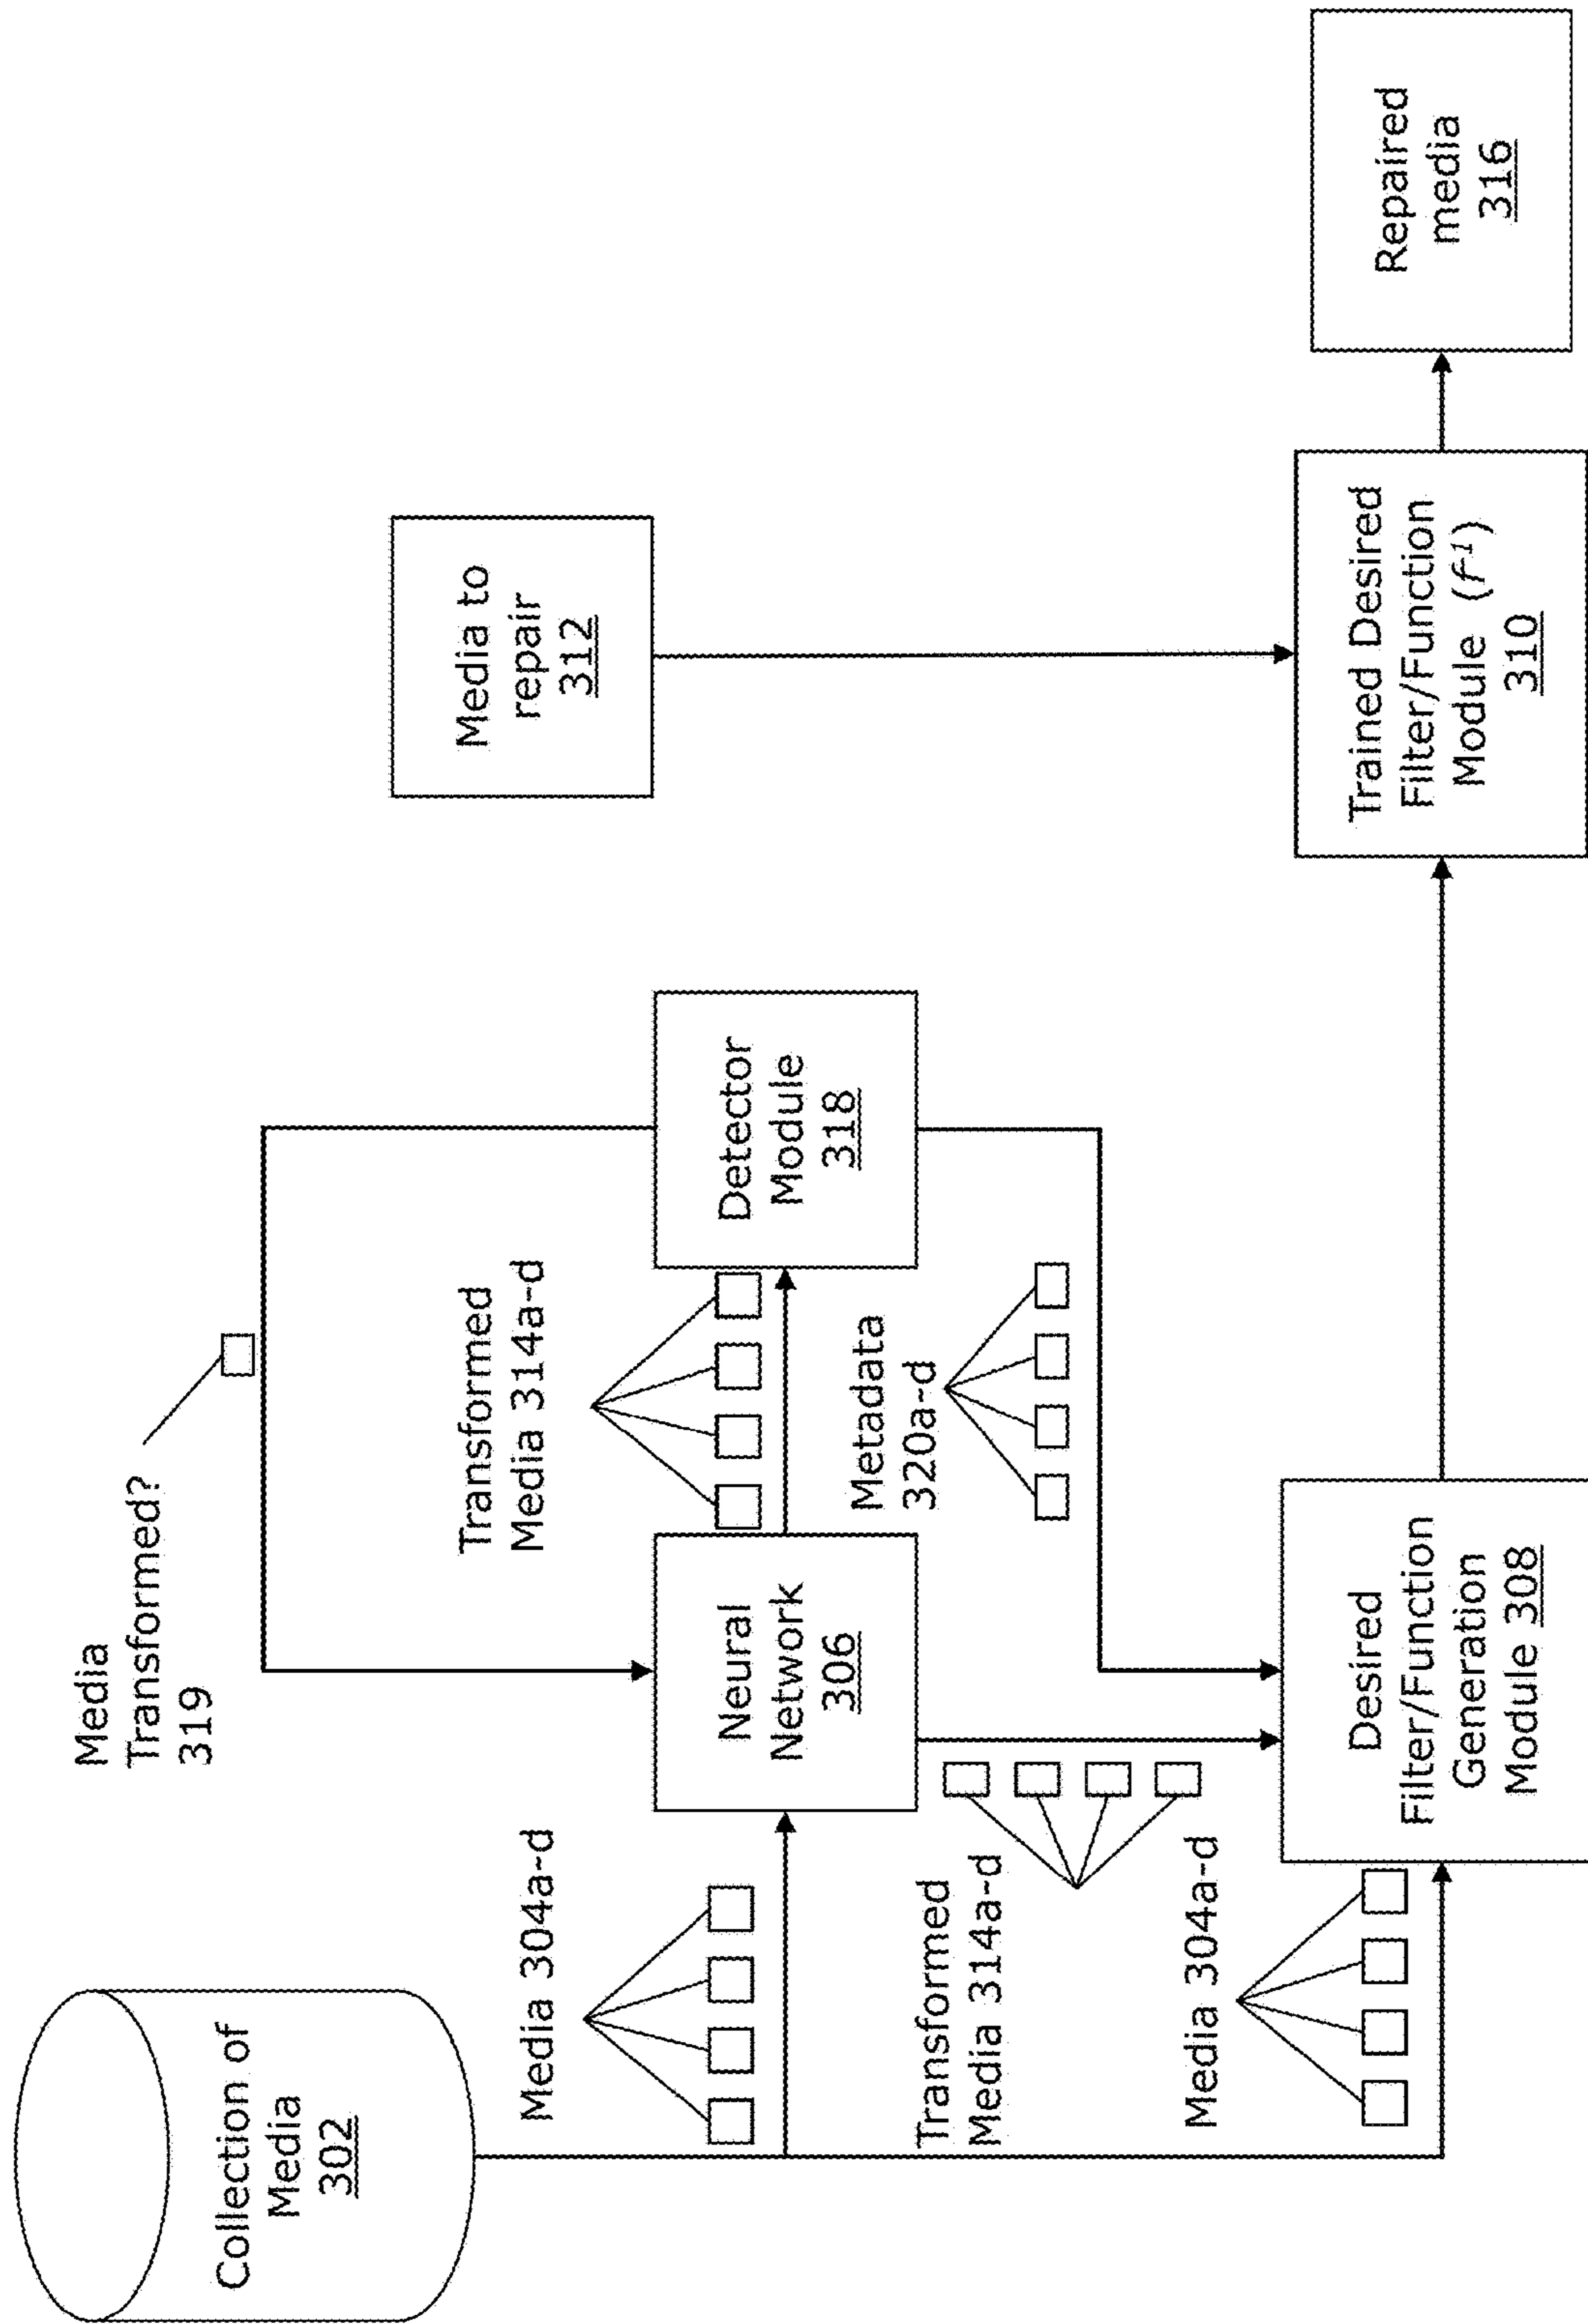 Collection of
Media
302
Media 304a-d
Media
Transformed?
319
Neural
Network
306
Transformed
Media 314a-d
Detector
Module
318
Metadata
320a-d
Transformed
Media 314a-d
Media 304a-d
Desired
Filter/Function
Generation
Module 308
Media to
repair
312
Trained Desired
Filter/Function
Module (f⁻¹)
310
Repaired
media
316